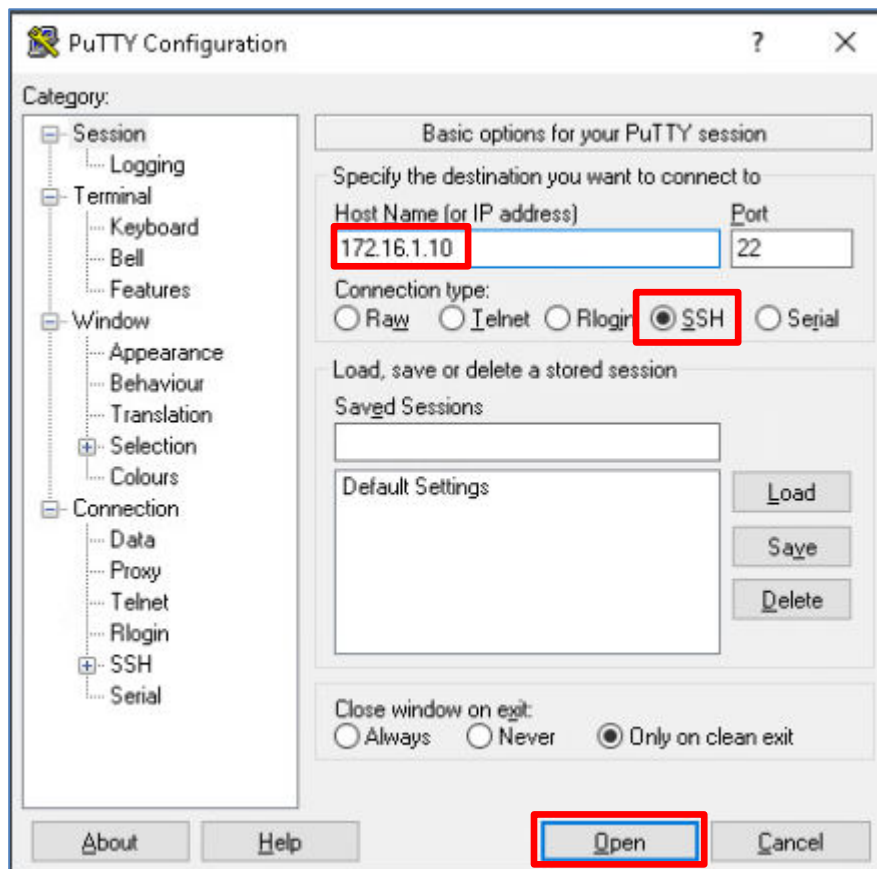 PuTTY Configuration ? ×
Category:
Session
Logging
Terminal
Keyboard
Bell
Features
Window
Appearance
Behaviour
Translation
Selection
Colours
Connection
Data
Proxy
Telnet
Rlogin
SSH
Serial
Basic options for your PuTTY session
Specify the destination you want to connect to
Host Name (or IP address) Port
172.16.1.10 22
Connection type:
Raw Telnet Rlogin SSH Serial
Load, save or delete a stored session
Saved Sessions
Default Settings
Load
Save
Delete
Close window on exit:
Always Never Only on clean exit
About Help Open Cancel